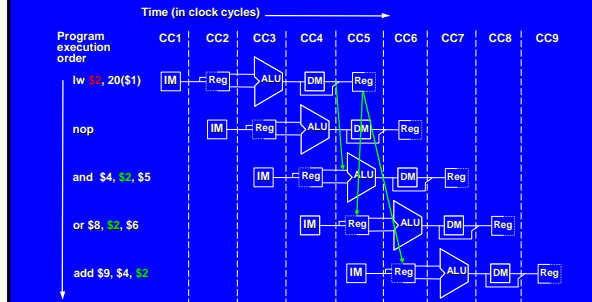 Time (in clock cycles)
Program
execution
order
CC1 CC2 CC3 CC4 CC5 CC6 CC7 CC8 CC9
lw $2, 20($1)
IM Reg ALU DM Reg
nop
IM Reg ALU DM Reg
and $4, $2, $5
IM Reg ALU DM Reg
or $8, $2, $6
IM Reg ALU DM Reg
add $9, $4, $2
IM Reg ALU DM Reg